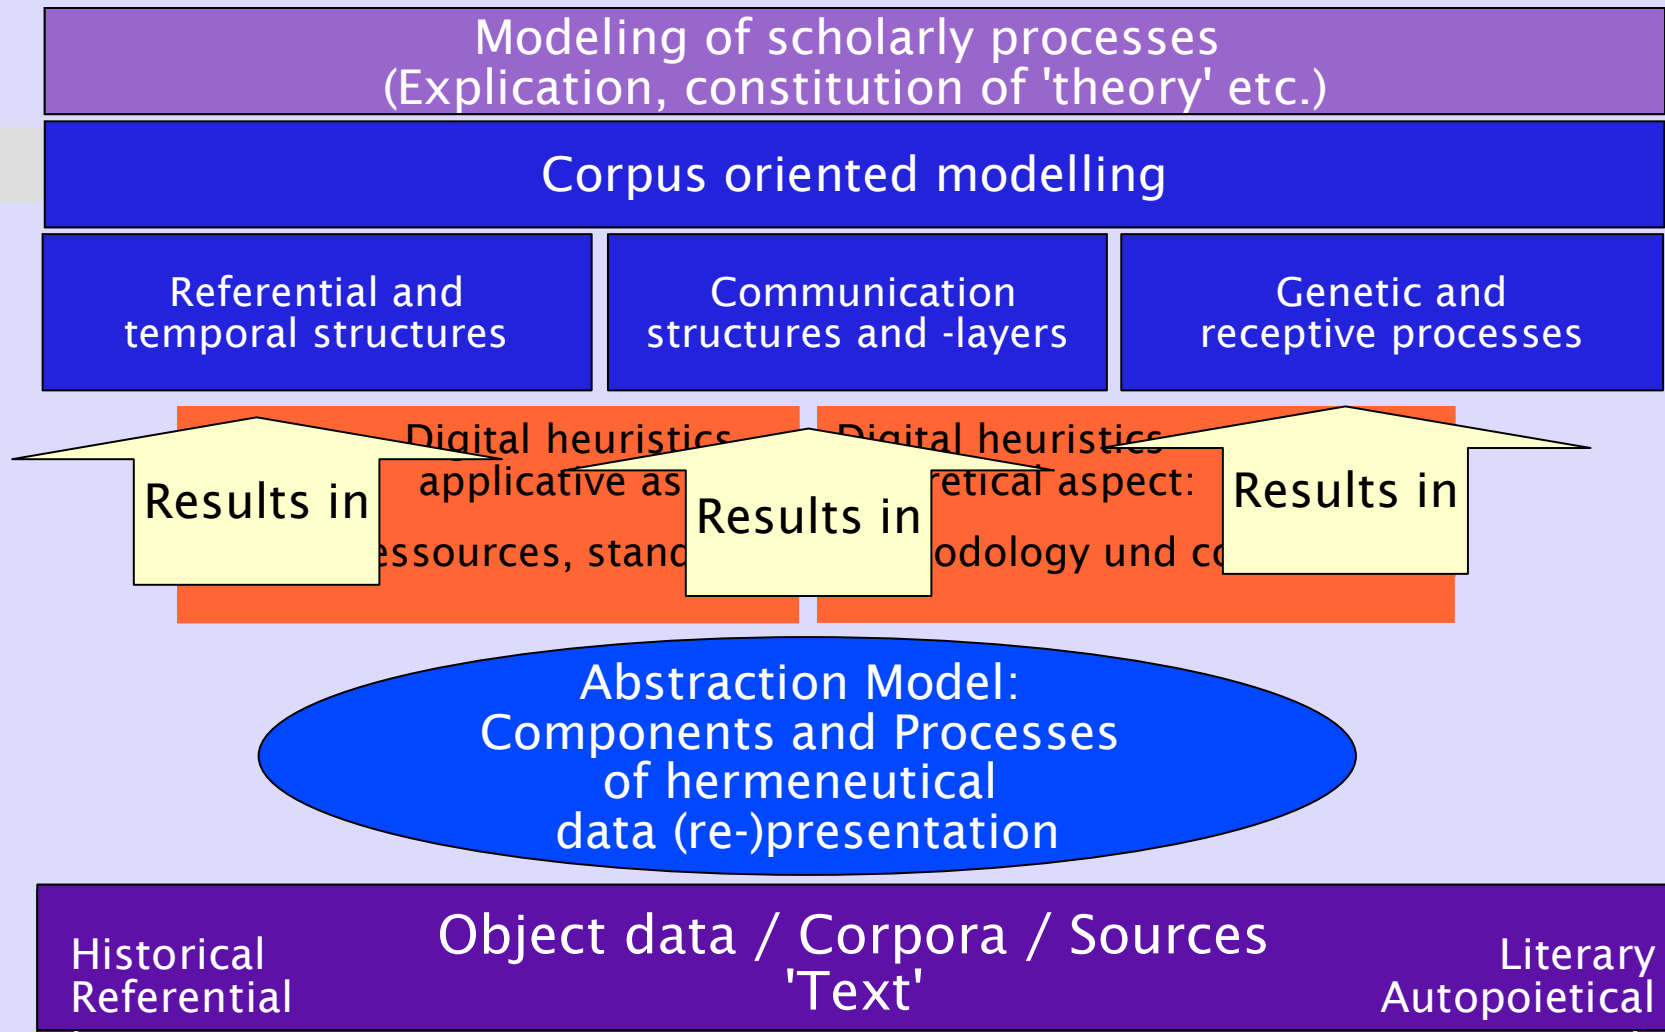 Modeling of scholarly processes
(Explication, constitution of 'theory' etc.)
Corpus oriented modelling
Referential and
temporal structures
Communication
structures and -layers
Genetic and
receptive processes
Digital heuristics
applicative as
essources, stand
Digital heuristics
retical aspect:
odology und co
Results in
Results in
Results in
Abstraction Model:
Components and Processes
of hermeneutical
data (re-)presentation
Object data / Corpora / Sources
'Text'
Historical
Referential
Literary
Autopoietical